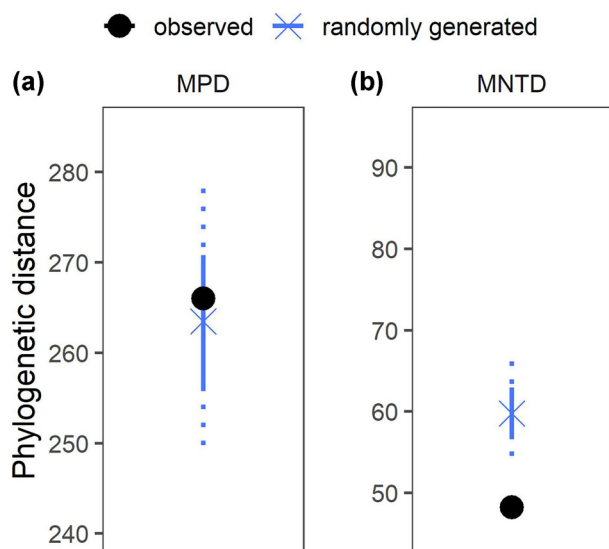 observed randomly generated
(a) MPD
(b) MNTD
Phylogenetic distance
280
270
260
250
240
90
80
70
60
50